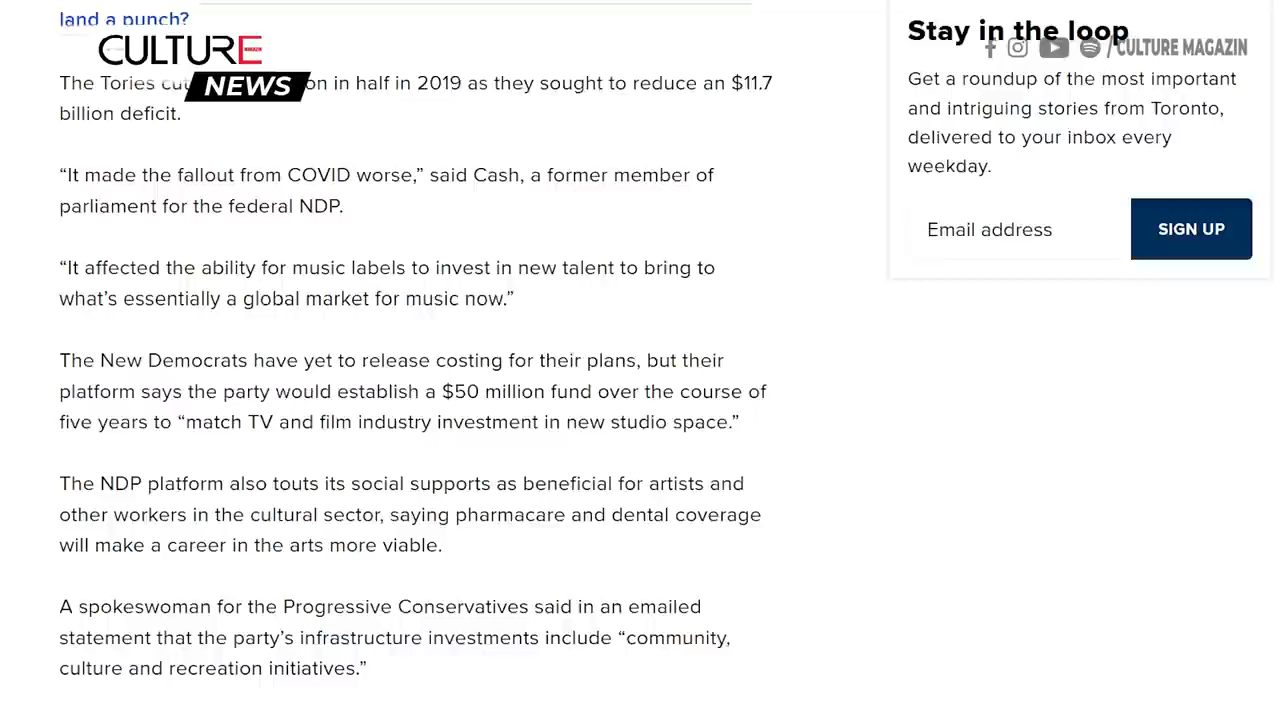 land a punch?
CULTURE
NEWS
The Tories cut on in half in 2019 as they sought to reduce an $11.7
billion deficit.
“It made the fallout from COVID worse,” said Cash, a former member of
parliament for the federal NDP.
“It affected the ability for music labels to invest in new talent to bring to
what’s essentially a global market for music now.”
The New Democrats have yet to release costing for their plans, but their
platform says the party would establish a $50 million fund over the course of
five years to “match TV and film industry investment in new studio space.”
The NDP platform also touts its social supports as beneficial for artists and
other workers in the cultural sector, saying pharmacare and dental coverage
will make a career in the arts more viable.
A spokeswoman for the Progressive Conservatives said in an emailed
statement that the party’s infrastructure investments include “community,
culture and recreation initiatives.”
Stay in the loop
/CULTURE MAGAZIN
Get a roundup of the most important
and intriguing stories from Toronto,
delivered to your inbox every
weekday.
Email address
SIGN UP